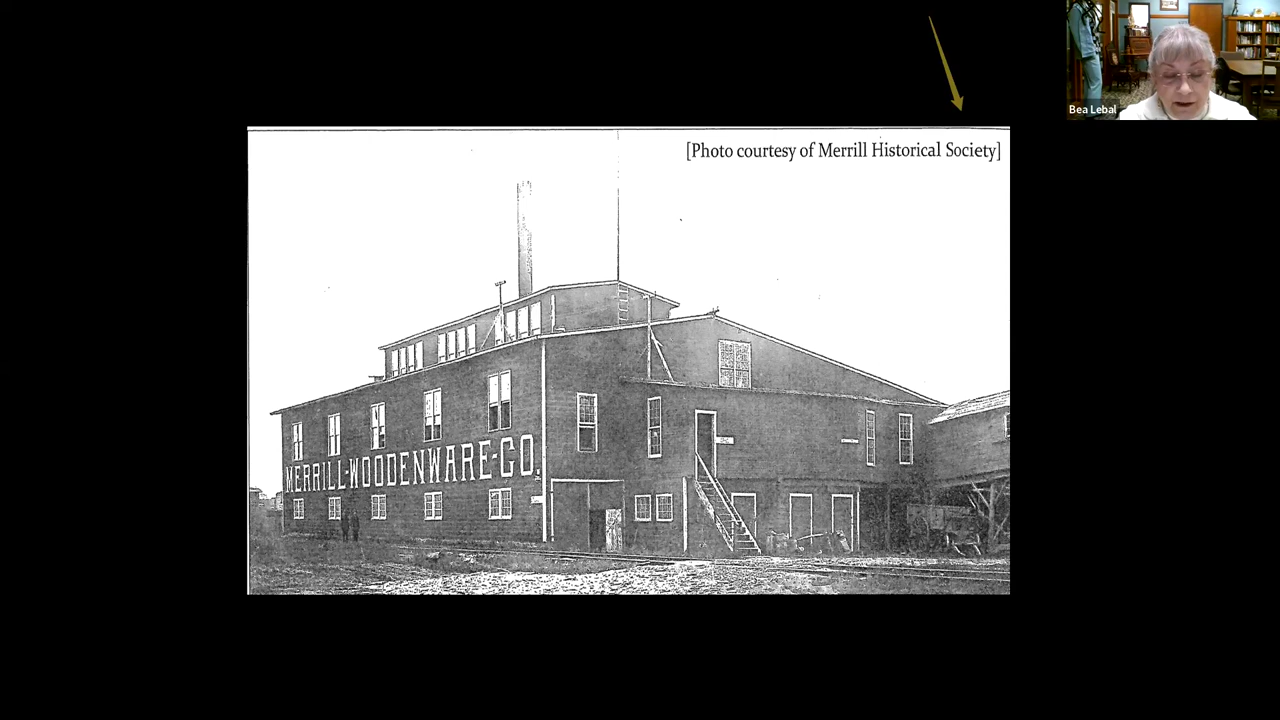 Bea Lebal
[Photo courtesy of Merrill Historical Society]
MERRILL-WOODENWARE-CO.